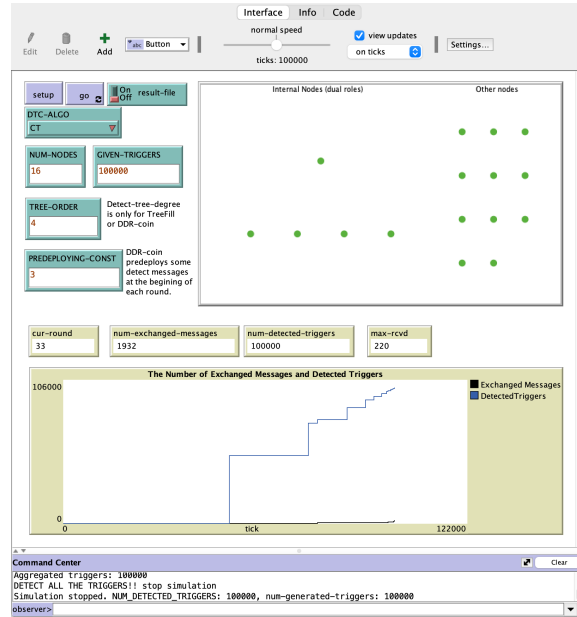 Interface Info Code
normal speed
view updates
Edit Delete Add
abc Button
on ticks
Settings...
ticks: 100000
setup
go
On
Off
result-file
DTC-ALGO
CT
NUM-NODES
16
GIVEN-TRIGGERS
100000
TREE-ORDER
4
Detect-tree-degree
is only for TreeFill
or DDR-coin
PREDEPLOYING-CONST
3
DDR-coin
predeploys some
detect messages
at the begining of
each round.
Internal Nodes (dual roles)
Other nodes
cur-round
33
num-exchanged-messages
1932
num-detected-triggers
100000
max-rcvd
220
The Number of Exchanged Messages and Detected Triggers
106000
0
0
tick
122000
Exchanged Messages
DetectedTriggers
Command Center
Clear
Aggregated triggers: 100000
DETECT ALL THE TRIGGERS!! stop simulation
Simulation stopped. NUM_DETECTED_TRIGGERS: 100000, num-generated-triggers: 100000
observer>